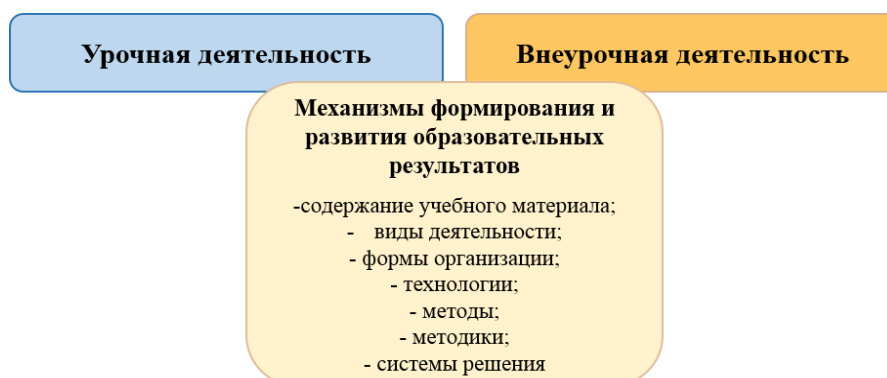 Урочная деятельность
Внеурочная деятельность
Механизмы формирования и
развития образовательных
результатов
-содержание учебного материала;
- виды деятельности;
- формы организации;
- технологии;
- методы;
- методики;
- системы решения